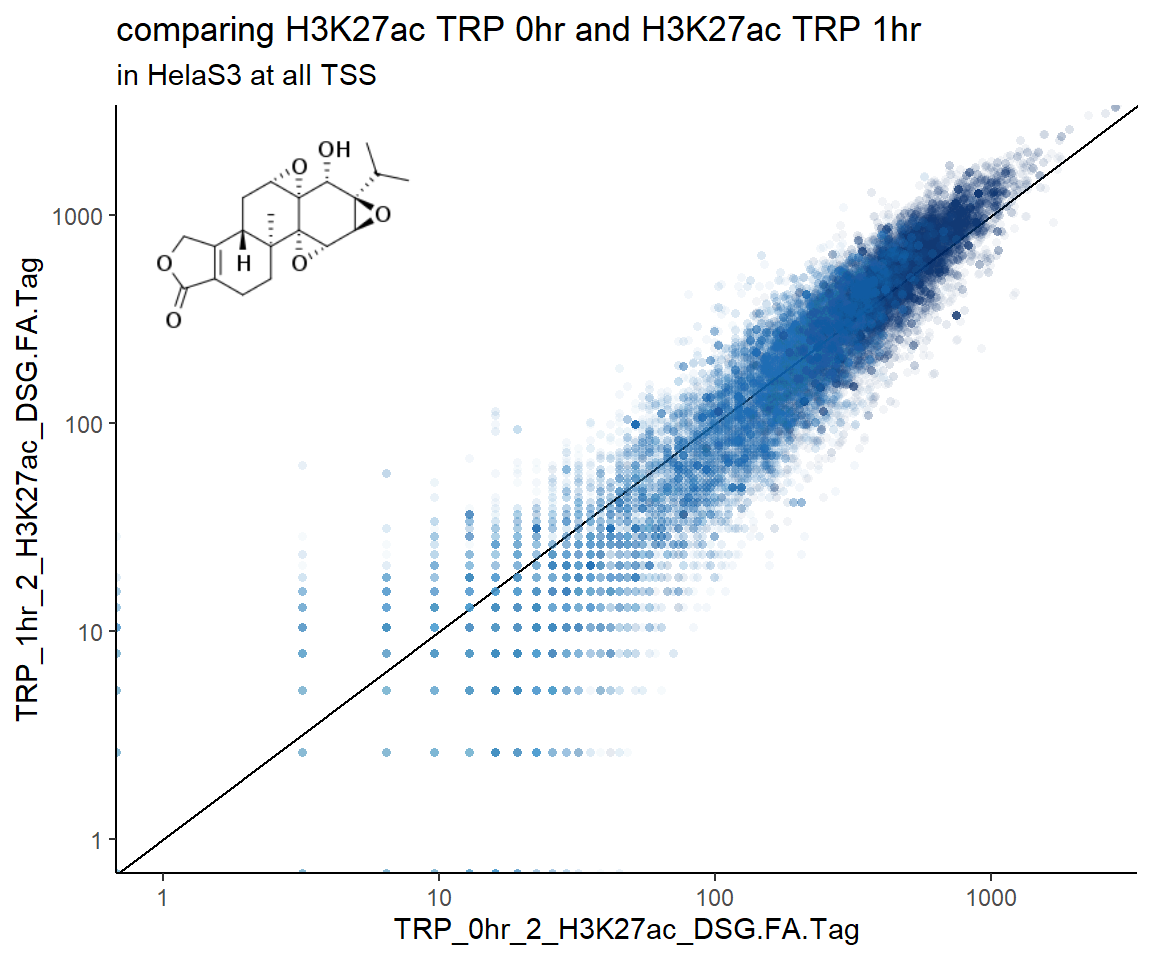 comparing H3K27ac TRP 0hr and H3K27ac TRP 1hr
in HelaS3 at all TSS
OH
O
O
O
H
O
O
1000
100
10
1
TRP_1hr_2_H3K27ac_DSG.FA.Tag
1
10
100
1000
TRP_0hr_2_H3K27ac_DSG.FA.Tag